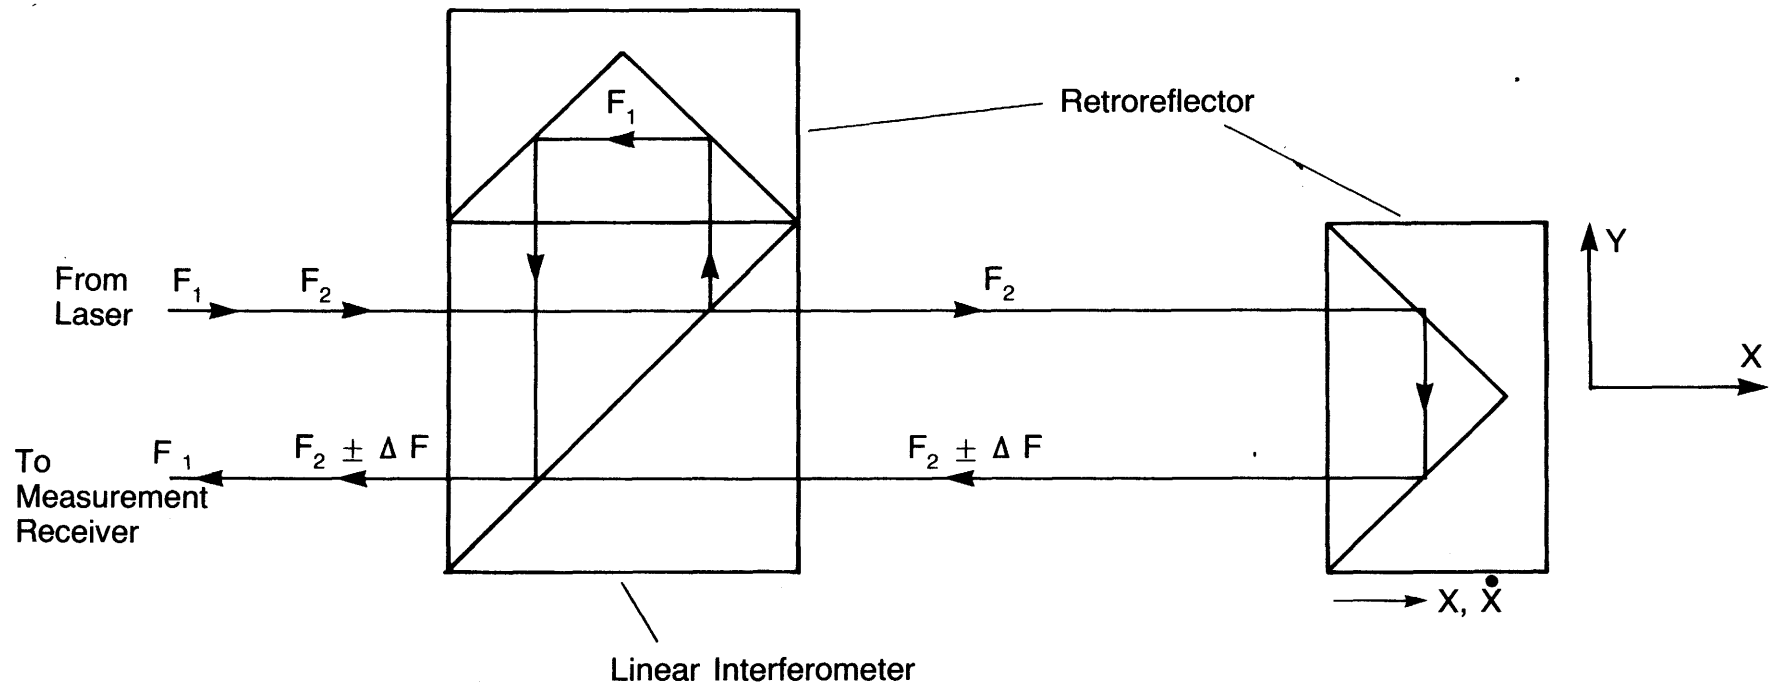 F₁
Retroreflector
From
Laser
F₁
F₂
F₂
Y
X
To
Measurement
Receiver
F₁
F₂ ± Δ F
F₂ ± Δ F
X, Ẋ
Linear Interferometer